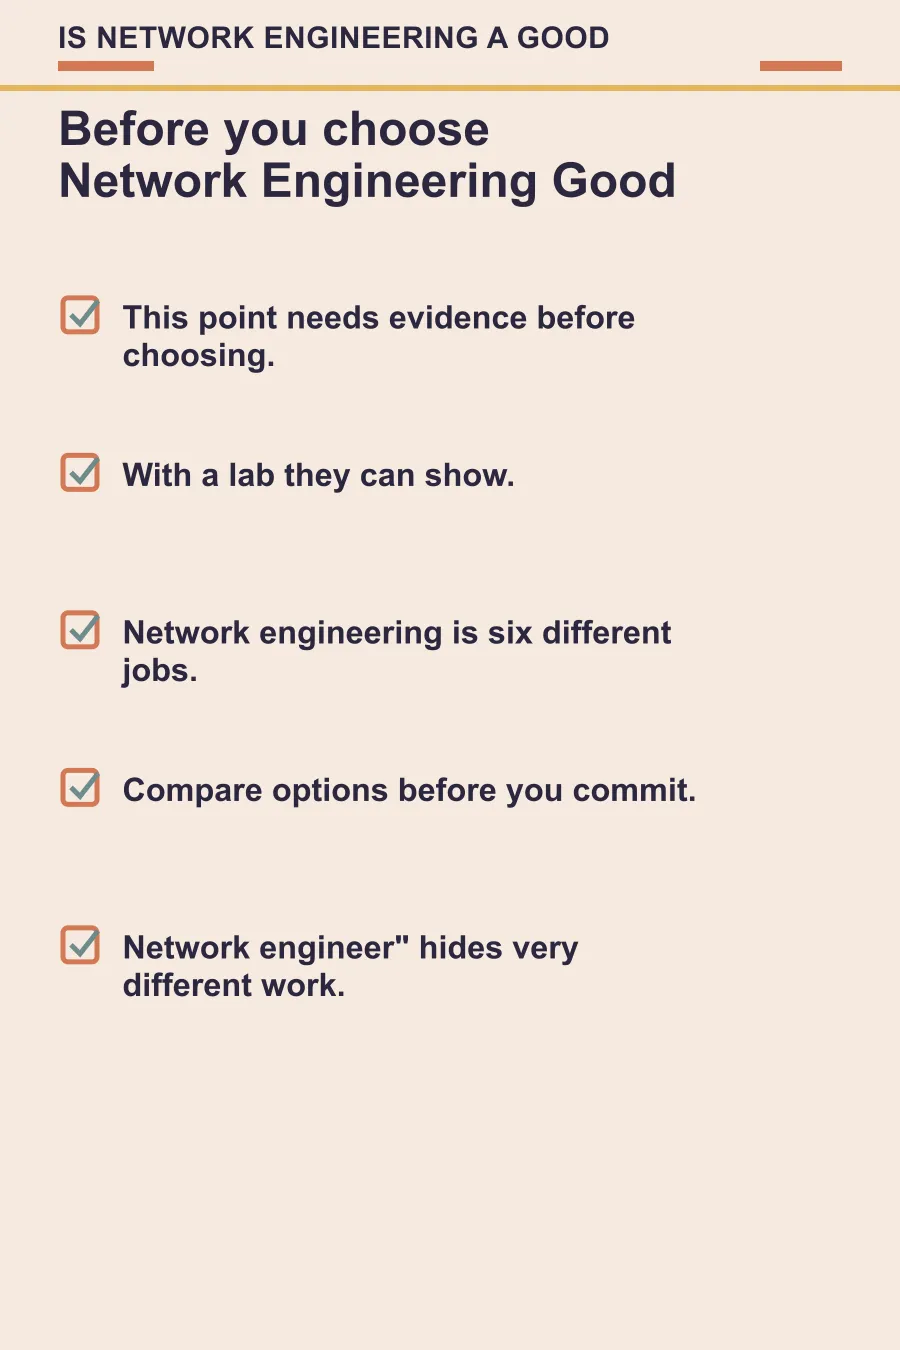 IS NETWORK ENGINEERING A GOOD
Before you choose
Network Engineering Good
This point needs evidence before
choosing.
With a lab they can show.
Network engineering is six different
jobs.
Compare options before you commit.
Network engineer" hides very
different work.